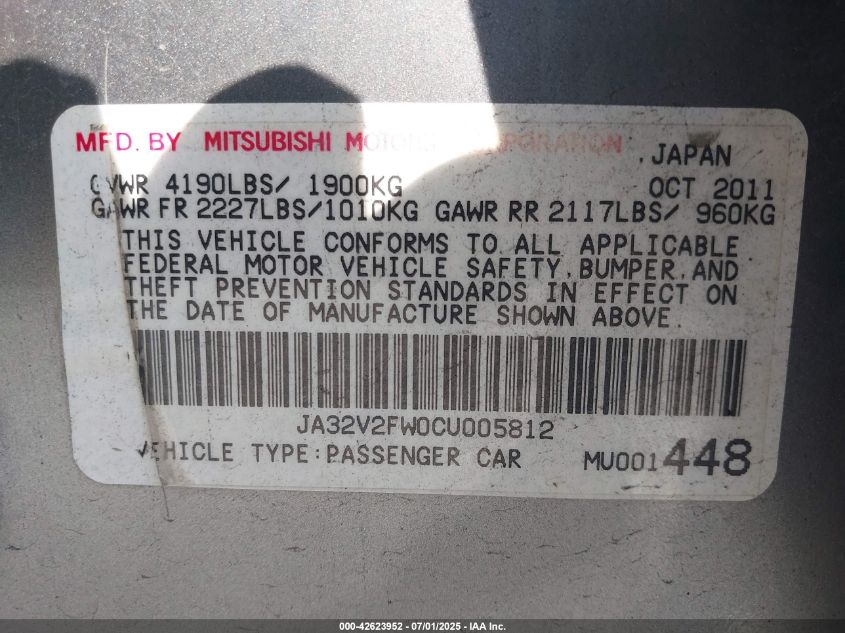 MFD. BY MITSUBISHI MOTORS CORPORATION
, JAPAN
GVWR 4190LBS/ 1900KG OCT 2011
GAWR FR 2227LBS/1010KG GAWR RR 2117LBS/ 960KG
THIS VEHICLE CONFORMS TO ALL APPLICABLE
FEDERAL MOTOR VEHICLE SAFETY, BUMPER, AND
THEFT PREVENTION STANDARDS IN EFFECT ON
THE DATE OF MANUFACTURE SHOWN ABOVE.
JA32V2FW0CU005812
VEHICLE TYPE:PASSENGER CAR MU001448
000-42623952 - 07/01/2025 - IAA Inc.